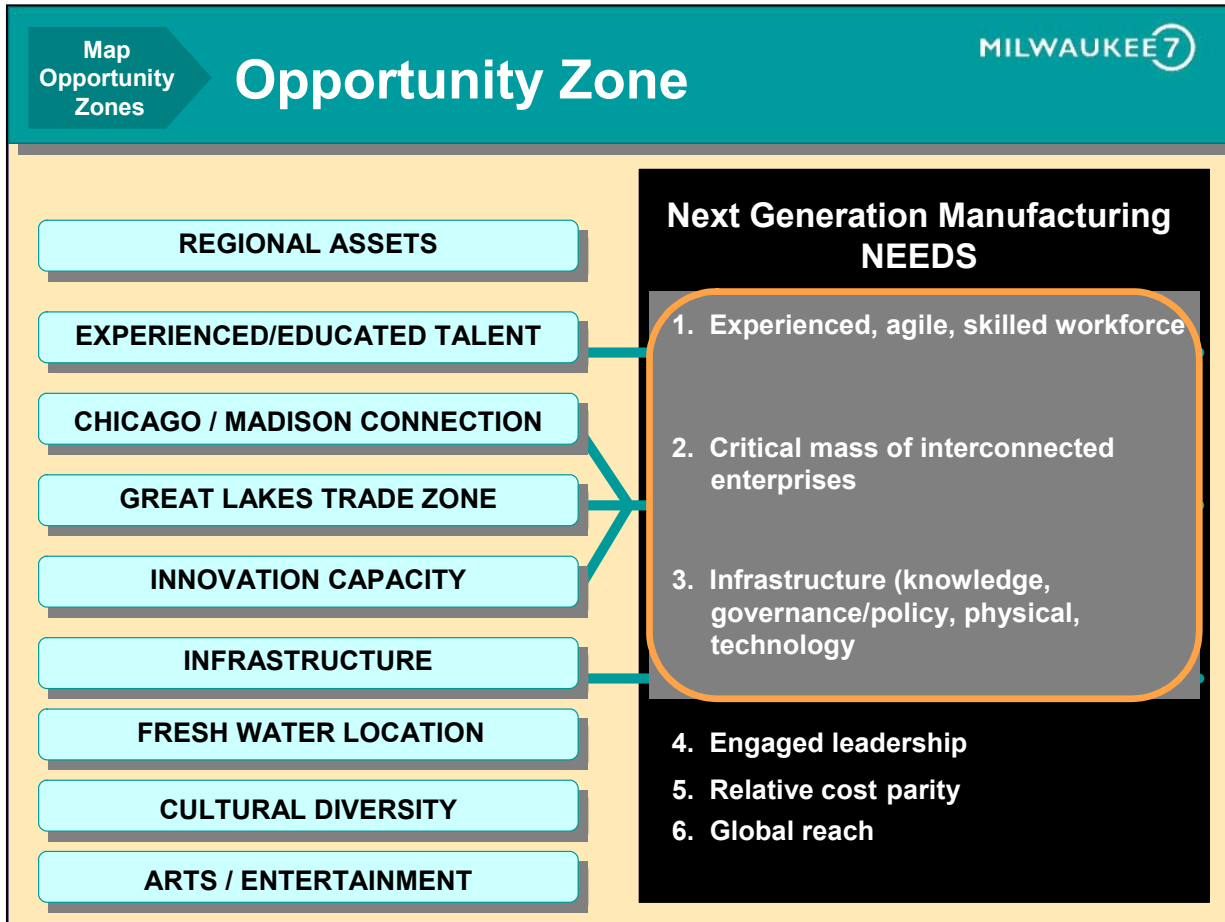 Map
Opportunity
Zones
Opportunity Zone
MILWAUKEE 7
REGIONAL ASSETS
EXPERIENCED/EDUCATED TALENT
CHICAGO / MADISON CONNECTION
GREAT LAKES TRADE ZONE
INNOVATION CAPACITY
INFRASTRUCTURE
FRESH WATER LOCATION
CULTURAL DIVERSITY
ARTS / ENTERTAINMENT
Next Generation Manufacturing
NEEDS
1. Experienced, agile, skilled workforce
2. Critical mass of interconnected
enterprises
3. Infrastructure (knowledge,
governance/policy, physical,
technology
4. Engaged leadership
5. Relative cost parity
6. Global reach